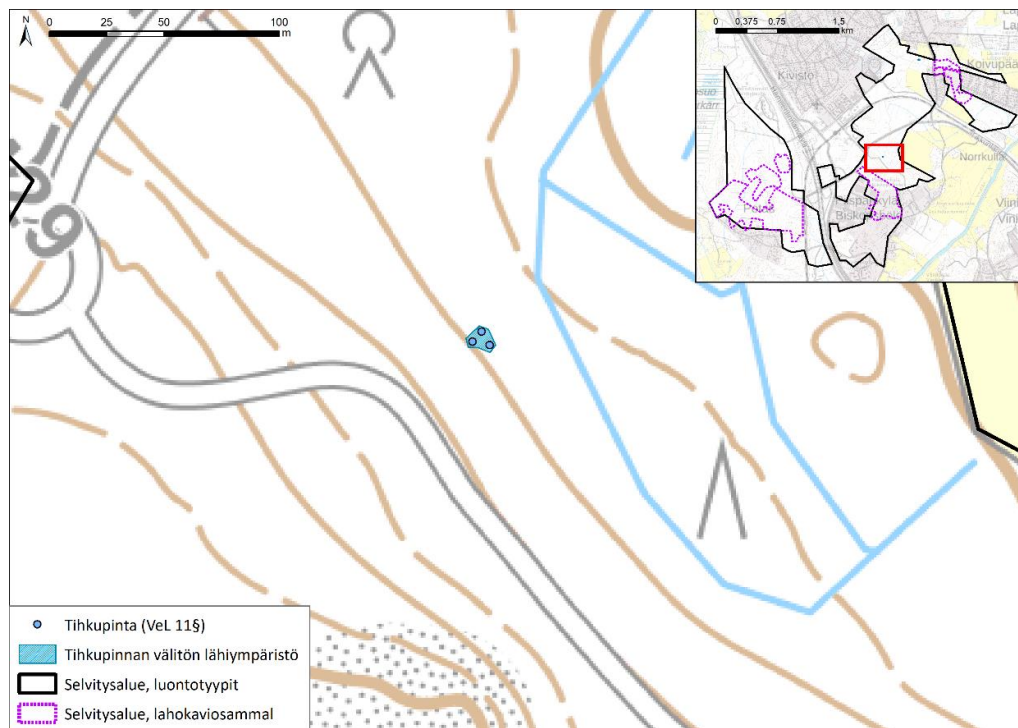 0 25 50 100
m
N
0 0,375 0,75 1,5
km
Kivistö
Koivupää
Norrkulla
Tihkupinta (VeL 11§)
Tihkupinnan välitön lähiympäristö
Selvitysalue, luontotyypit
Selvitysalue, lahokaviosammal